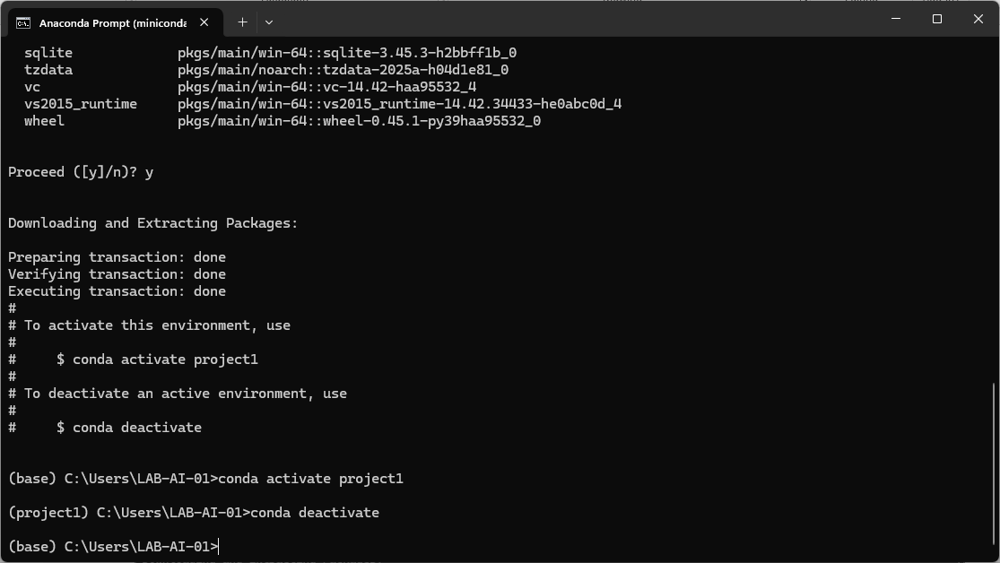 Anaconda Prompt (miniconda
sqlite pkgs/main/win-64::sqlite-3.45.3-h2bbff1b_0
tzdata pkgs/main/noarch::tzdata-2025a-h04d1e81_0
vc pkgs/main/win-64::vc-14.42-haa95532_4
vs2015_runtime pkgs/main/win-64::vs2015_runtime-14.42.34433-he0abc0d_4
wheel pkgs/main/win-64::wheel-0.45.1-py39haa95532_0
Proceed ([y]/n)? y
Downloading and Extracting Packages:
Preparing transaction: done
Verifying transaction: done
Executing transaction: done
#
# To activate this environment, use
#
#     $ conda activate project1
#
# To deactivate an active environment, use
#
#     $ conda deactivate
(base) C:\Users\LAB-AI-01>conda activate project1
(project1) C:\Users\LAB-AI-01>conda deactivate
(base) C:\Users\LAB-AI-01>